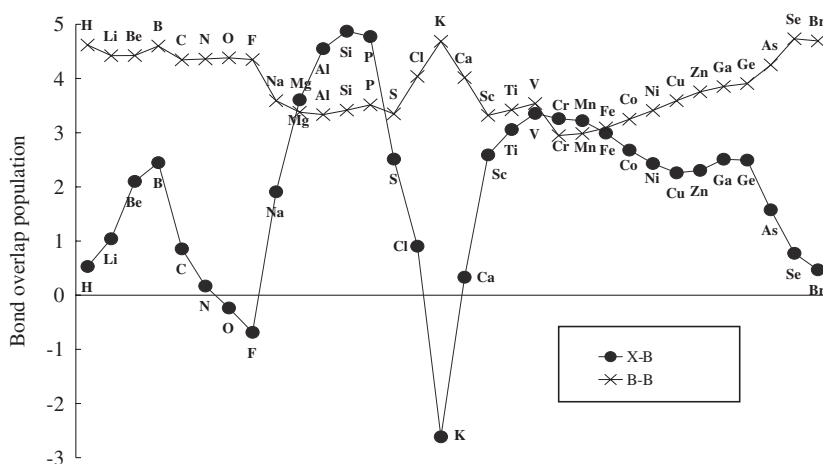 Bond overlap population
5
4
3
2
1
0
-1
-2
-3
H Li Be B C N O F Na Mg Al Si P S Cl K Ca Sc Ti V Cr Mn Fe Co Ni Cu Zn Ga Ge As Se Br
H Li Be B C N O F Na Mg Al Si P S Cl K Ca Sc Ti V Cr Mn Fe Co Ni Cu Zn Ga Ge As Se Br
X-B
B-B